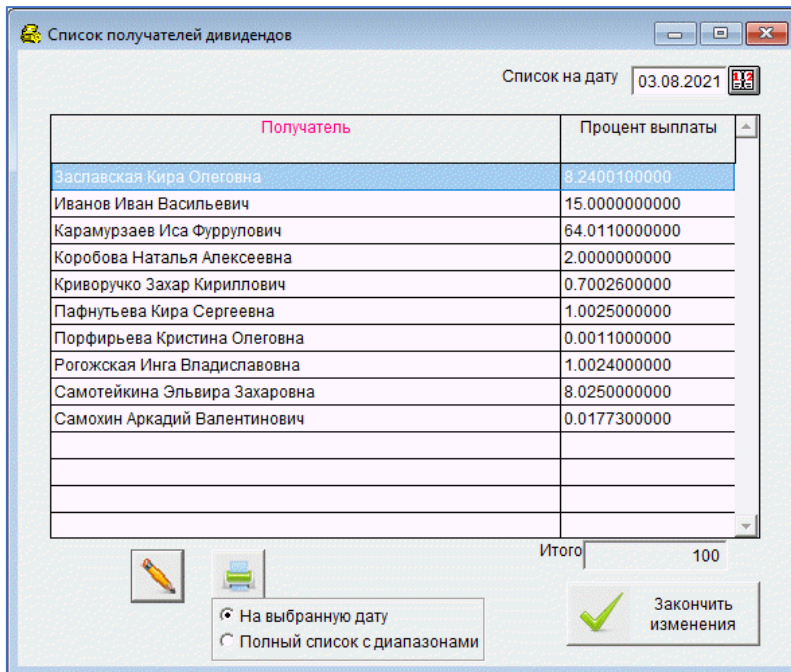 Список получателей дивидендов
Список на дату 03.08.2021
Получатель Процент выплаты
Заславская Кира Олеговна 8.2400100000
Иванов Иван Васильевич 15.0000000000
Карамурзаев Иса Фуррулович 64.0110000000
Коробова Наталья Алексеевна 2.0000000000
Криворучко Захар Кириллович 0.7002600000
Пафнутьева Кира Сергеевна 1.0025000000
Порфирьева Кристина Олеговна 0.0011000000
Рогожская Инга Владиславовна 1.0024000000
Самотейкина Эльвира Захаровна 8.0250000000
Самохин Аркадий Валентинович 0.0177300000
Итого 100
На выбранную дату
Полный список с диапазонами
Закончить
изменения